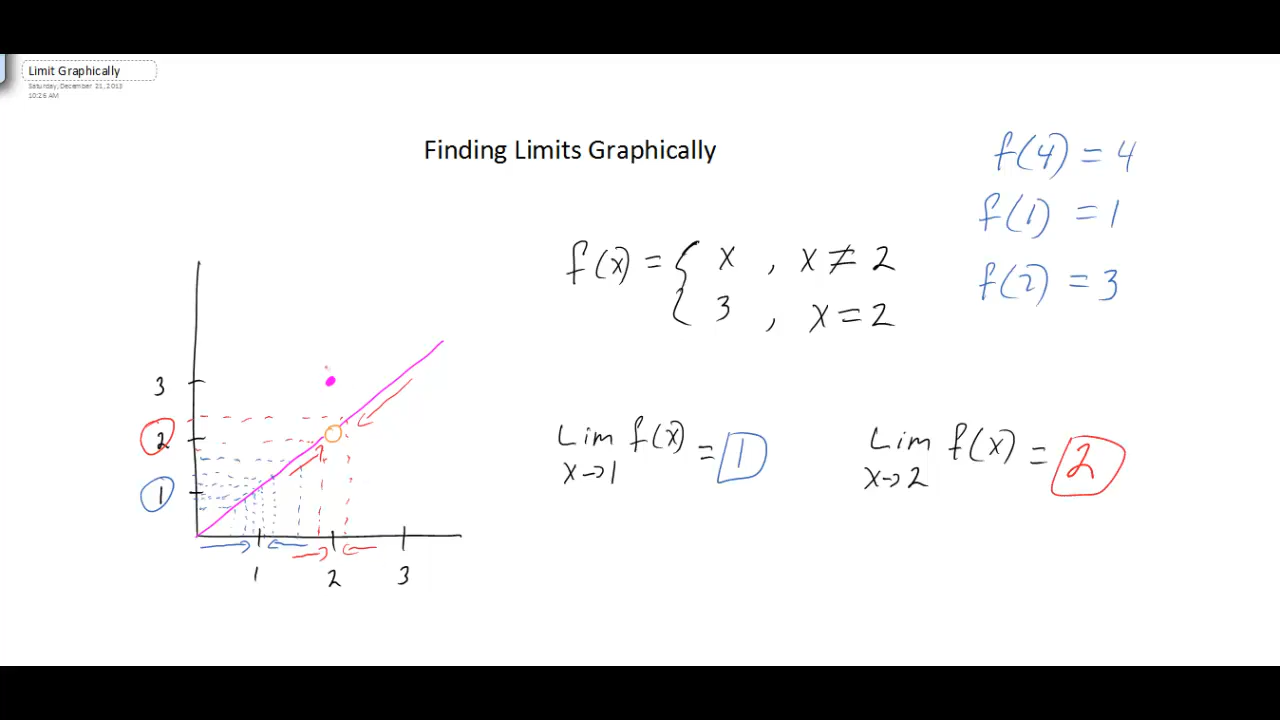 Limit Graphically
Saturday, December 21, 2013
10:26 AM
Finding Limits Graphically
f(4) = 4
f(1) = 1
f(2) = 3
f(x) = { x , x ≠ 2
3 , x = 2
3
2
1
1 2 3
Lim f(x) = 1
x→1
Lim f(x) = 2
x→2